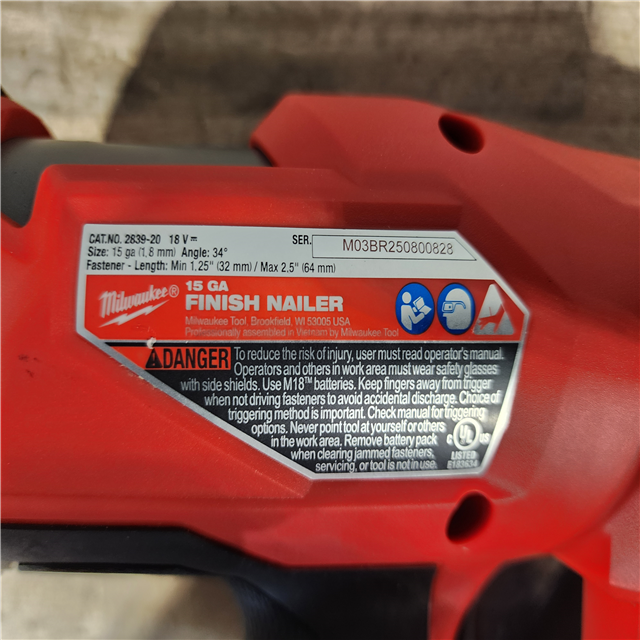 CAT.NO. 2839-20 18 V
SER. M03BR250800828
Size: 15 ga (1,8 mm) Angle: 34°
Fastener - Length: Min 1.25" (32 mm) / Max 2.5" (64 mm)
Milwaukee®
15 GA
FINISH NAILER
Milwaukee Tool, Brookfield, WI 53005 USA
Professionally assembled in Vietnam by Milwaukee Tool
DANGER To reduce the risk of injury, user must read operator's manual.
Operators and others in work area must wear safety glasses
with side shields. Use M18™ batteries. Keep fingers away from trigger
when not driving fasteners to avoid accidental discharge. Choice of
triggering method is important. Check manual for triggering
options. Never point tool at yourself or others
in the work area. Remove battery pack
when clearing jammed fasteners,
servicing, or tool is not in use.
C UL US
LISTED
E183634